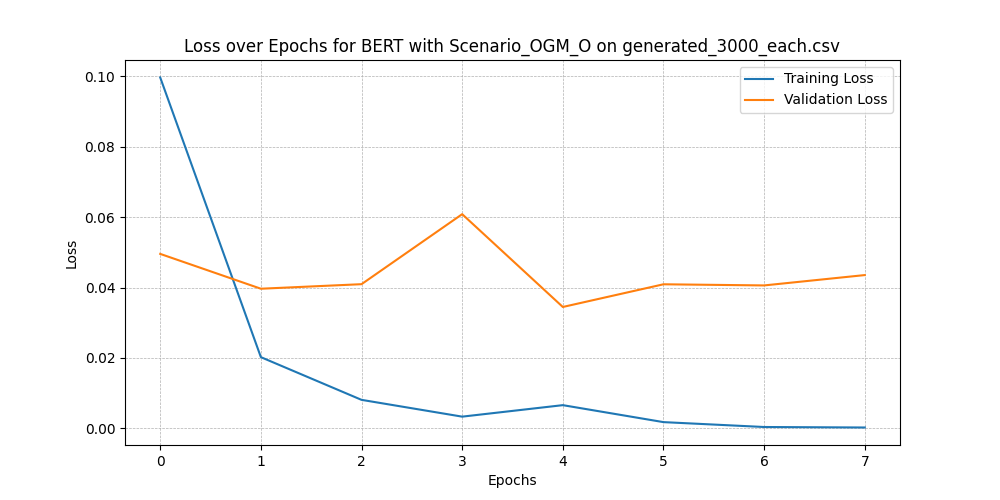 Loss over Epochs for BERT with Scenario_OGM_O on generated_3000_each.csv
Training Loss
Validation Loss
0.10
0.08
0.06
0.04
0.02
0.00
Loss
0 1 2 3 4 5 6 7
Epochs